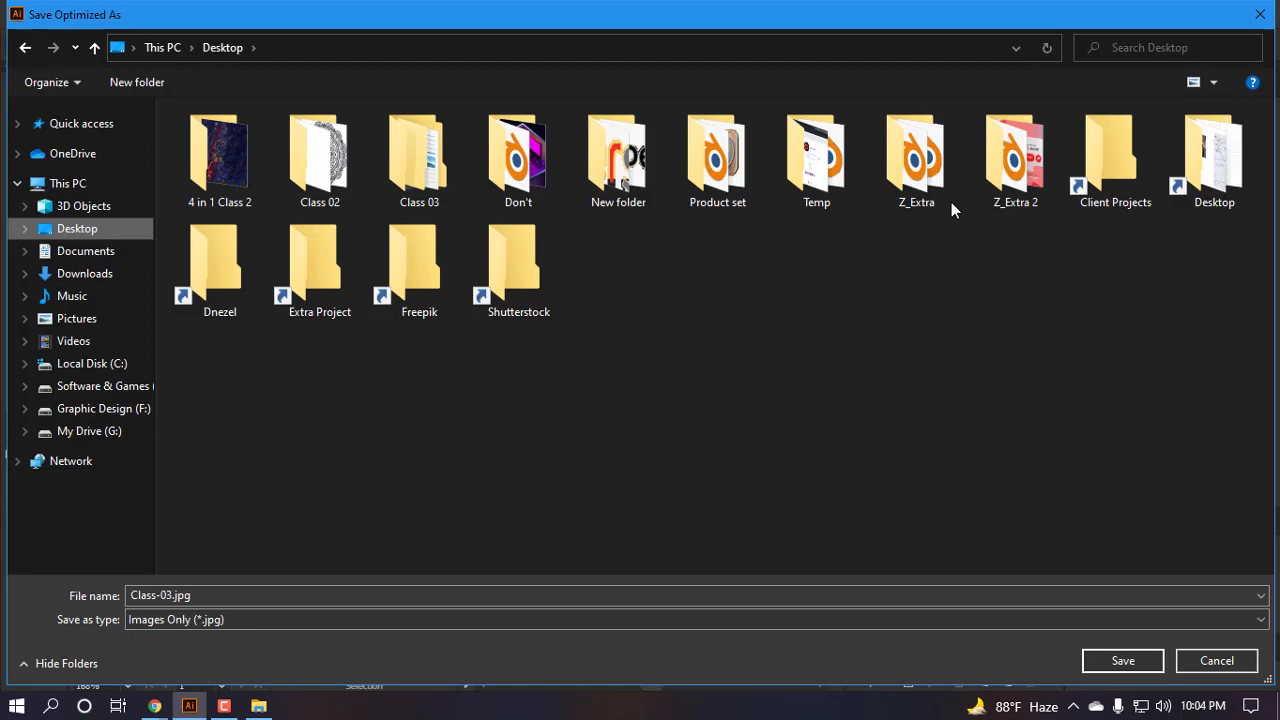 Ai Save Optimized As
This PC Desktop
Search Desktop
Organize New folder
Quick access
OneDrive
This PC
3D Objects
Desktop
Documents
Downloads
Music
Pictures
Videos
Local Disk (C:)
Software & Games (
Graphic Design (F:)
My Drive (G:)
Network
4 in 1 Class 2 Class 02 Class 03 Don't New folder Product set Temp Z_Extra Z_Extra 2 Client Projects Desktop
Dnezel Extra Project Freepik Shutterstock
File name: Class-03.jpg
Save as type: Images Only (*.jpg)
Hide Folders Save Cancel
88°F Haze 10:04 PM